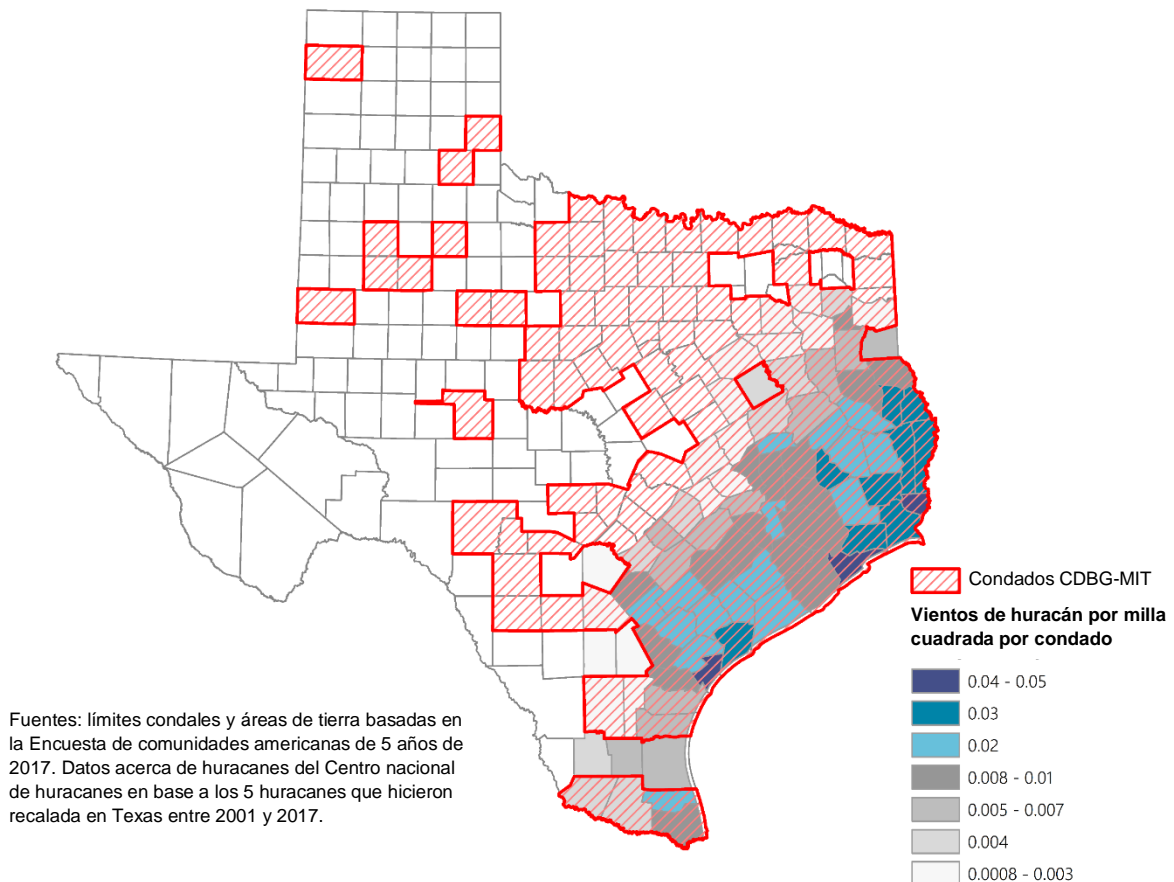 Condados CDBG-MIT
Vientos de huracán por milla
cuadrada por condado
0.04 - 0.05
0.03
0.02
0.008 - 0.01
0.005 - 0.007
0.004
0.0008 - 0.003
Fuentes: límites condales y áreas de tierra basadas en
la Encuesta de comunidades americanas de 5 años de
2017. Datos acerca de huracanes del Centro nacional
de huracanes en base a los 5 huracanes que hicieron
recalada en Texas entre 2001 y 2017.